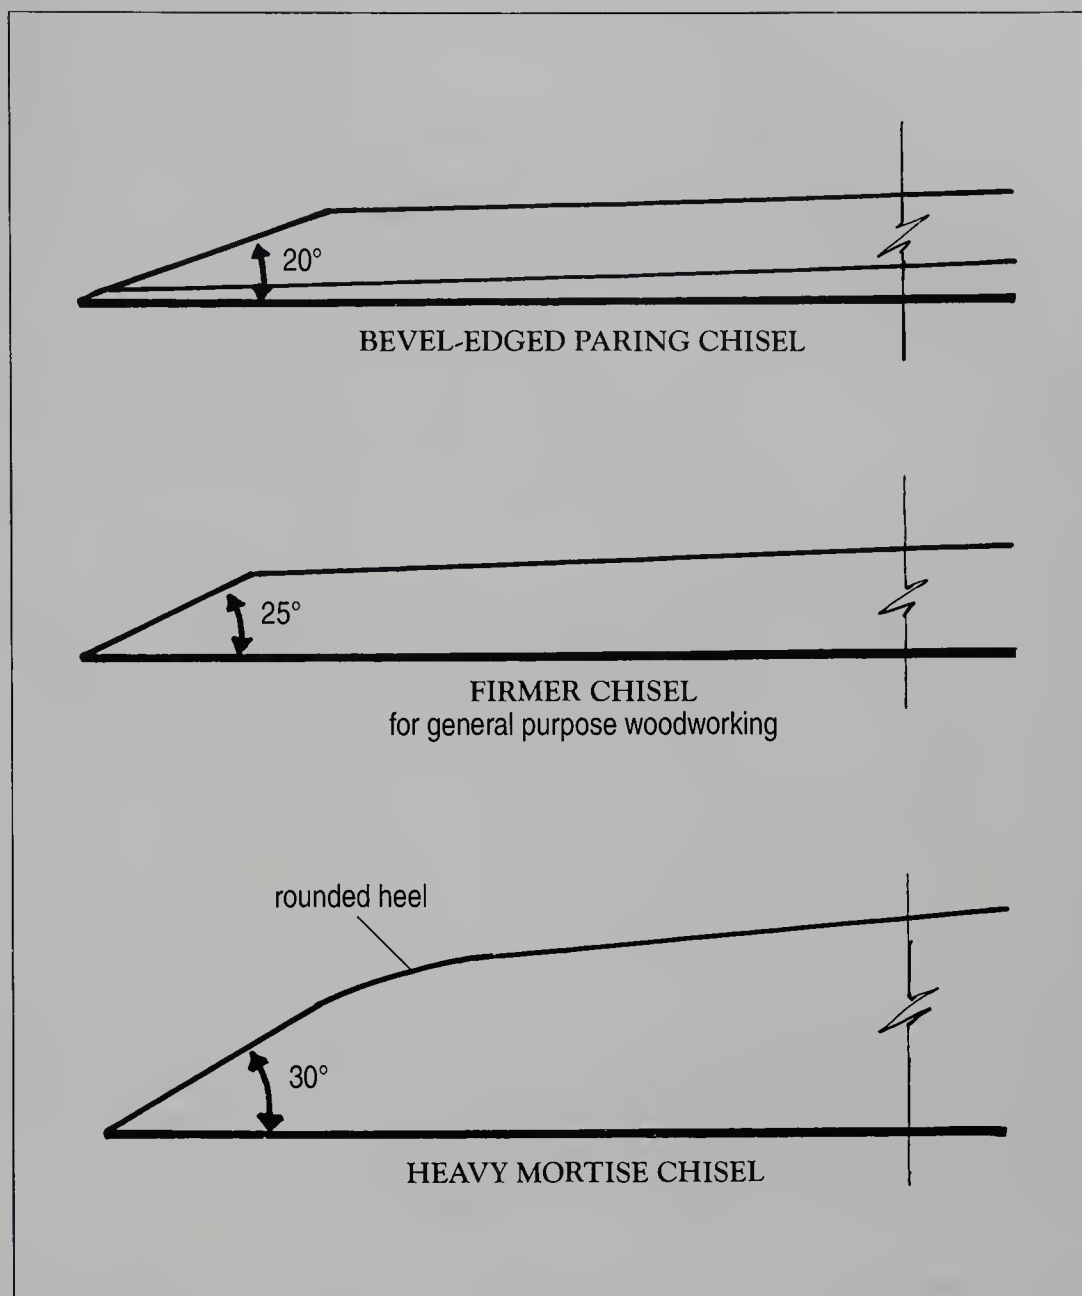 20°
BEVEL-EDGED PARING CHISEL
25°
FIRMER CHISEL
for general purpose woodworking
rounded heel
30°
HEAVY MORTISE CHISEL